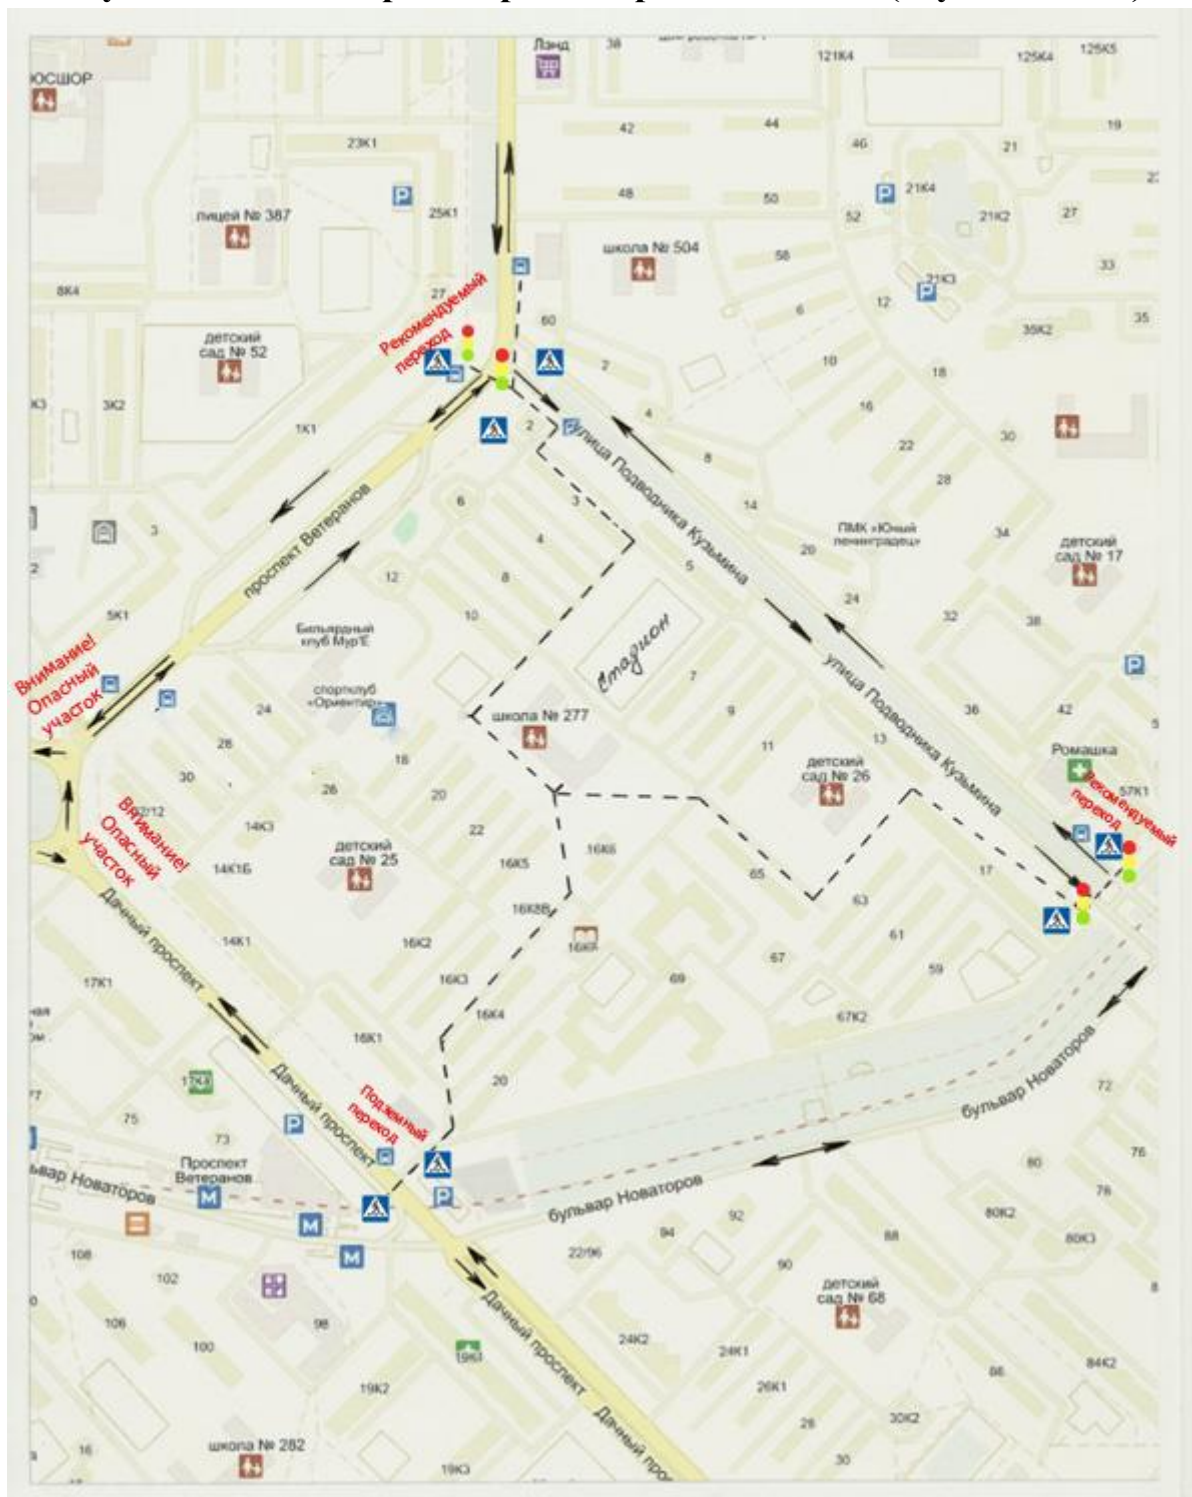 Лэнд
38
121К4
125К4
125К5
ЮСШОР
42
44
19
23К1
46
21
48
50
21К4
лицей № 387
25К1
52
21К2
27
школа № 504
58
33
8К4
27
21К3
Рекомендуемый
переход
60
6
12
35
детский
сад № 52
2
10
18
3К2
4
16
1К1
2
8
22
30
улица Подводника Кузьмина
28
6
3
14
проспект Ветеранов
3
4
20
ПМК «Юный
ленинградец»
34
детский
сад № 17
12
8
5
24
5К1
10
32
38
Бильярдный
клуб Мур'Е
Стадион
Внимание!
Опасный
участок
спортклуб
«Ориентир»
7
улица Подводника Кузьмина
24
школа № 277
9
36
42
28
11
13
Ромашка
30
26
18
детский
сад № 26
57К1
Рекомендуемый
переход
20
Внимание!
Опасный
участок
14К3
22
детский
сад № 25
16К5
16К6
14К1Б
65
17
63
16К8В
Дачный проспект
14К1
16К2
61
67
59
17К1
16К3
69
16К4
67К2
16К1
20
Дачный проспект
Подземный
переход
бульвар Новаторов
72
75
73
76
Проспект
Ветеранов
80
бульвар Новаторов
78
92
94
80К2
80К3
108
22/96
88
102
90
детский
сад № 68
106
98
100
24К2
24К1
Дачный проспект
84К2
19К2
26К1
28
30К2
школа № 282
16
30
19К3